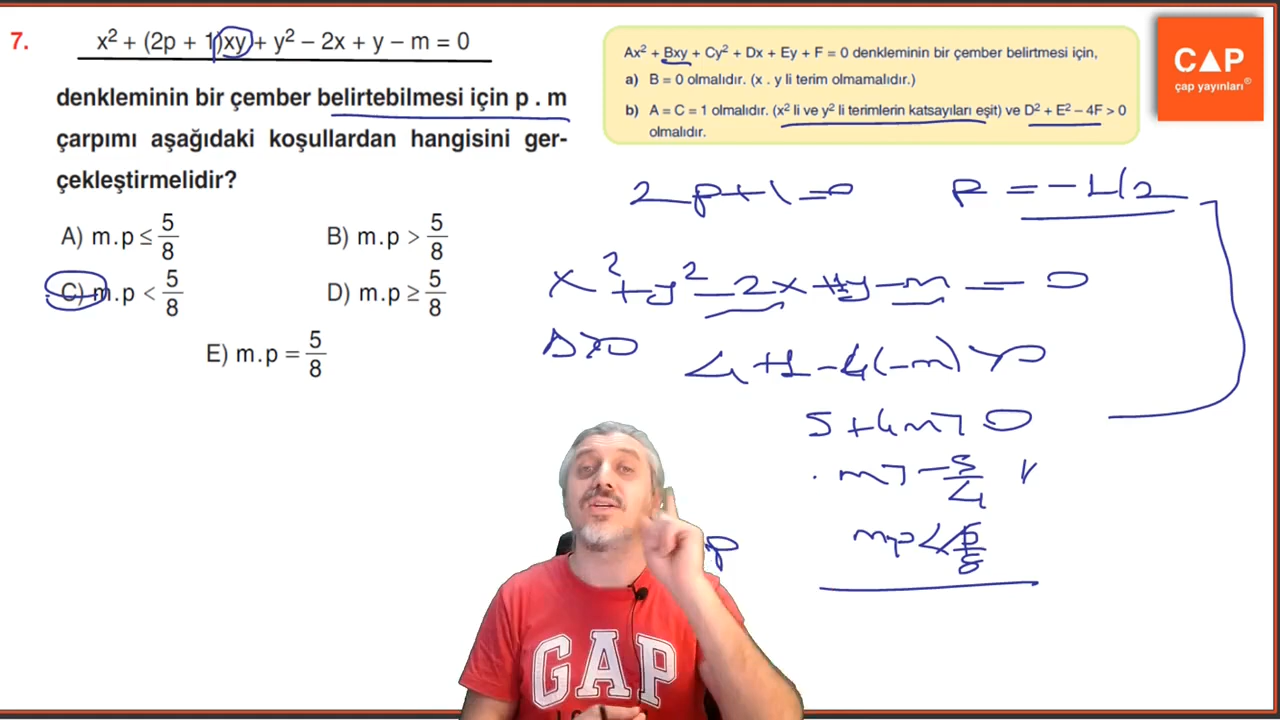 7. x² + (2p + 1)xy + y² – 2x + y – m = 0
denkleminin bir çember belirtebilmesi için p . m
çarpımı aşağıdaki koşullardan hangisini ger-
çekleştirmelidir?
A) m.p ≤ 5/8 B) m.p > 5/8
C) m.p < 5/8 D) m.p ≥ 5/8
E) m.p = 5/8
Ax² + Bxy + Cy² + Dx + Ey + F = 0 denkleminin bir çember belirtmesi için,
a) B = 0 olmalıdır. (x . y li terim olmamalıdır.)
b) A = C = 1 olmalıdır. (x² li ve y² li terimlerin katsayıları eşit) ve D² + E² – 4F > 0
olmalıdır.
ÇAP
çap yayınları®
2p+1=0 p = -1/2
x² + y² - 2x + y - m = 0
Δ>0 4 + 1 - 4(-m) > 0
5 + 4m > 0
m > -5/4
mp < 5/8
p
GAP